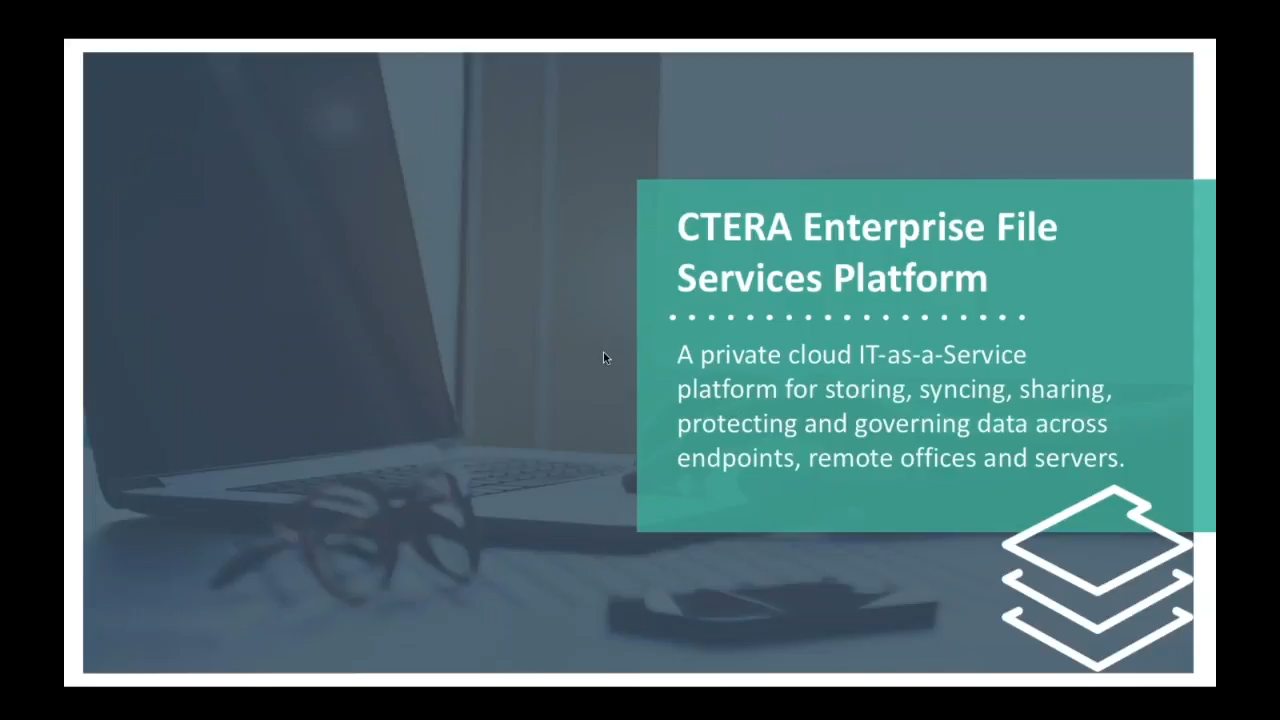 CTERA Enterprise File
Services Platform
A private cloud IT-as-a-Service
platform for storing, syncing, sharing,
protecting and governing data across
endpoints, remote offices and servers.